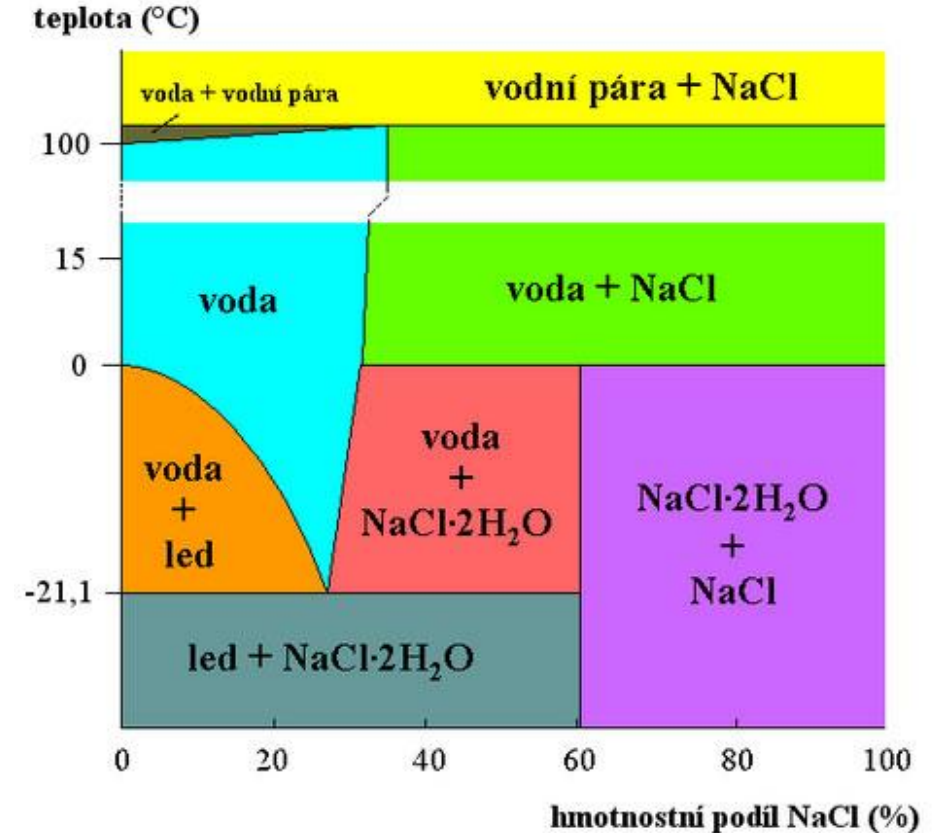 teplota (°C)
voda + vodní pára
vodní pára + NaCl
100
15
voda
voda + NaCl
0
voda
+
led
voda
+
NaCl·2H₂O
NaCl·2H₂O
+
NaCl
-21,1
led + NaCl·2H₂O
0 20 40 60 80 100
hmotnostní podíl NaCl (%)